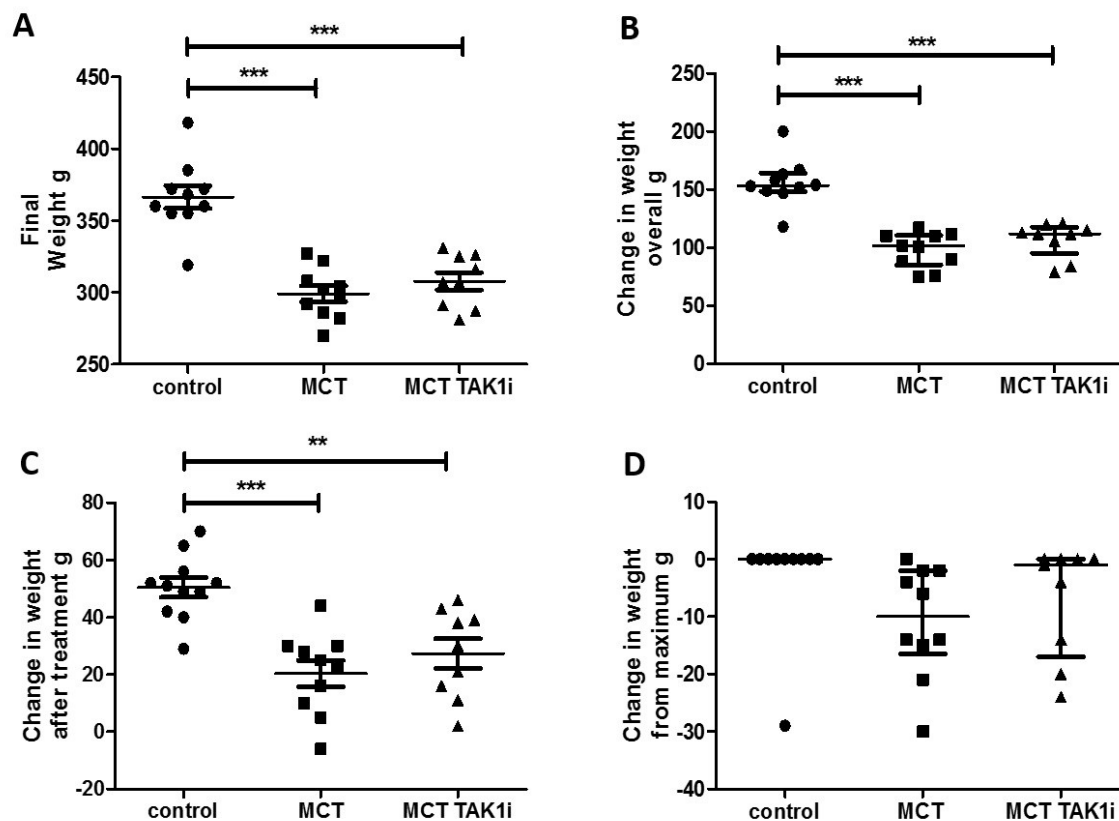 A
***
***
Final
Weight g
450
400
350
300
250
control
MCT
MCT TAK1i
B
***
***
Change in weight
overall g
250
200
150
100
50
0
control
MCT
MCT TAK1i
C
**
***
Change in weight
after treatment g
80
60
40
20
0
-20
control
MCT
MCT TAK1i
D
Change in weight
from maximum g
10
0
-10
-20
-30
-40
control
MCT
MCT TAK1i